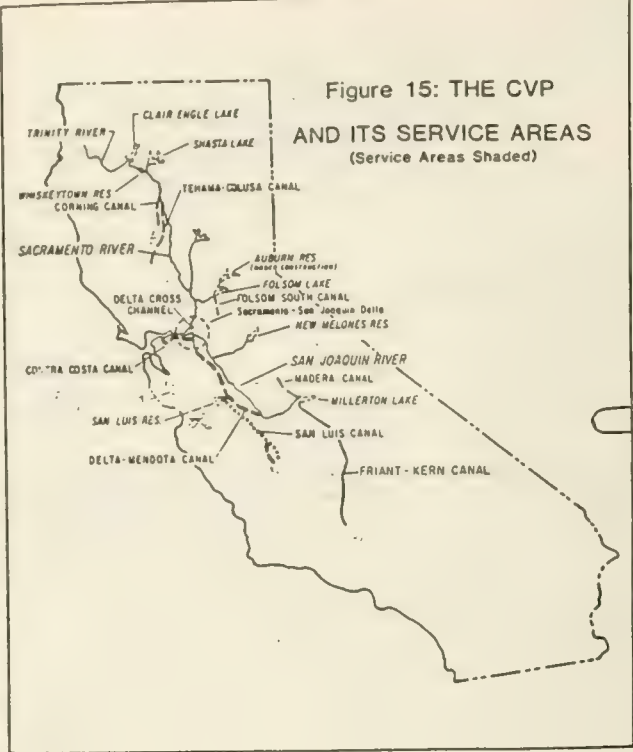 Figure 15: THE CVP
AND ITS SERVICE AREAS
(Service Areas Shaded)
CLAIR ENGLE LAKE
TRINITY RIVER
SHASTA LAKE
WHISKEYTOWN RES
CORNING CANAL
TEHAMA-COLUSA CANAL
SACRAMENTO RIVER
AUBURN RES
(under construction)
FOLSOM LAKE
DELTA CROSS
CHANNEL
FOLSOM SOUTH CANAL
Sacramento - San Joaquin Delta
NEW MELONES RES.
CONTRA COSTA CANAL
SAN JOAQUIN RIVER
MADERA CANAL
MILLERTON LAKE
SAN LUIS RES.
SAN LUIS CANAL
DELTA-MENDOTA CANAL
FRIANT-KERN CANAL